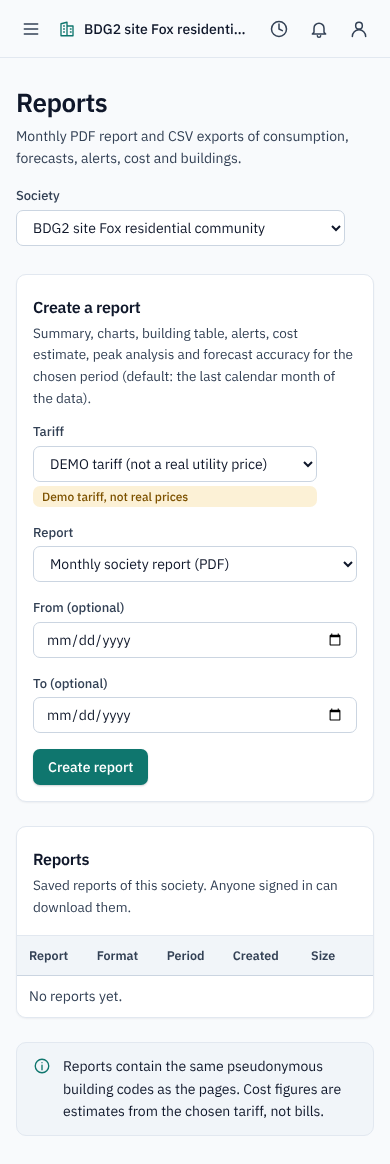 BDG2 site Fox residenti...
Reports
Monthly PDF report and CSV exports of consumption,
forecasts, alerts, cost and buildings.
Society
BDG2 site Fox residential community
Create a report
Summary, charts, building table, alerts, cost
estimate, peak analysis and forecast accuracy for the
chosen period (default: the last calendar month of
the data).
Tariff
DEMO tariff (not a real utility price)
Demo tariff, not real prices
Report
Monthly society report (PDF)
From (optional)
mm/dd/yyyy
To (optional)
mm/dd/yyyy
Create report
Reports
Saved reports of this society. Anyone signed in can
download them.
Report Format Period Created Size
No reports yet.
Reports contain the same pseudonymous
building codes as the pages. Cost figures are
estimates from the chosen tariff, not bills.